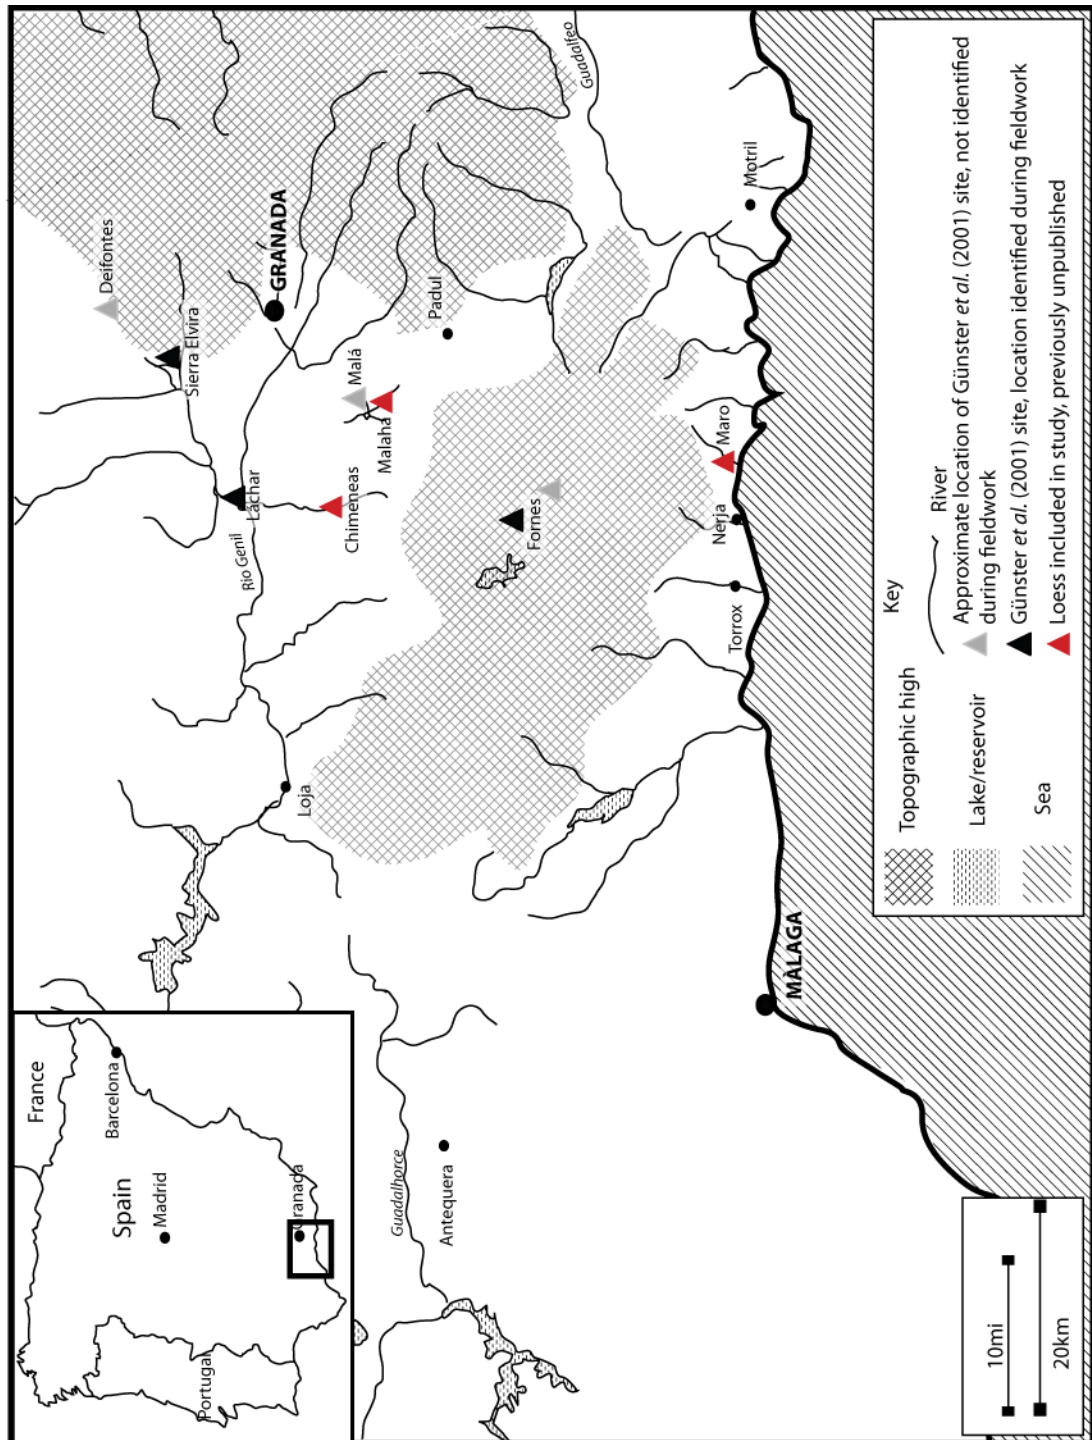 France
Barcelona
Spain
Madrid
Portugal
Granada
Deifontes
Sierra Elvira
GRANADA
Láchar
Rio Genil
Malá
Malahá
Chimeneas
Padul
Loja
Fornes
Guadalfeo
Motril
Maro
Nerja
Torrox
Guadalhorce
Antequera
MÀLAGA
10mi
20km
Key
Topographic high
Lake/reservoir
Sea
River
Approximate location of Günster et al. (2001) site, not identified
during fieldwork
Günster et al. (2001) site, location identified during fieldwork
Loess included in study, previously unpublished